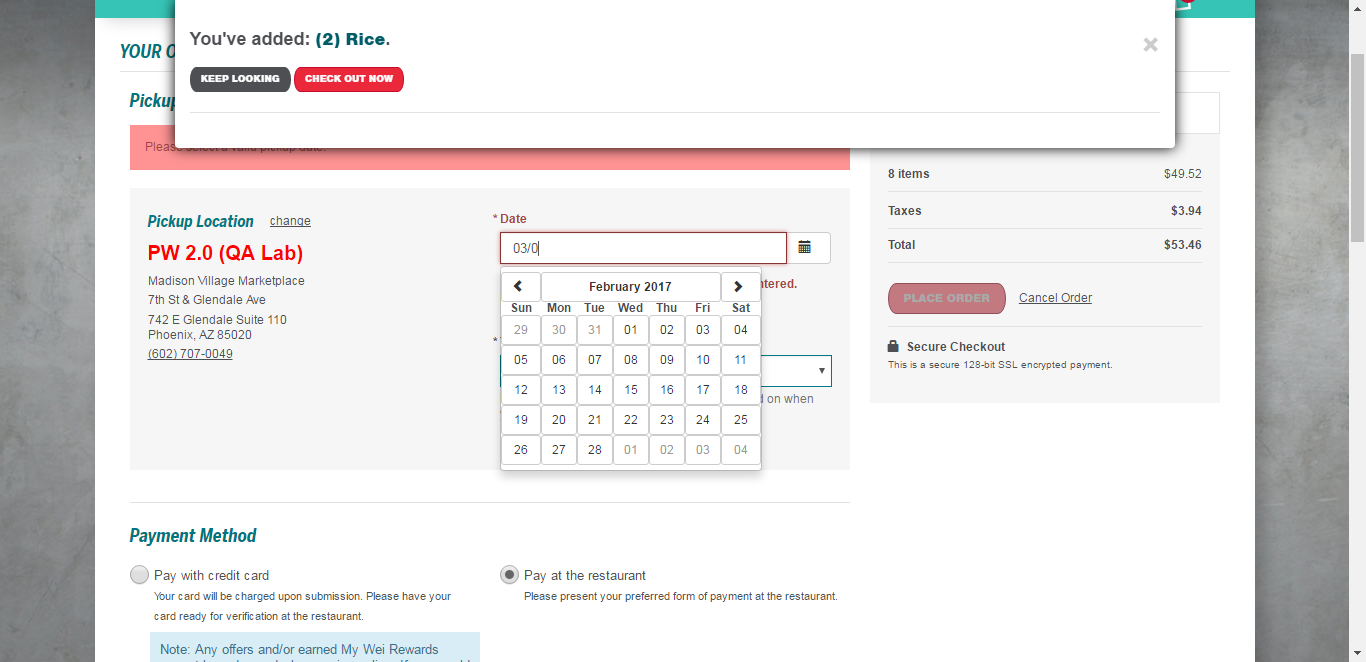 You've added: (2) Rice.
KEEP LOOKING
CHECK OUT NOW
YOUR O
Pickup
Please select a valid pickup date.
Pickup Location change
PW 2.0 (QA Lab)
Madison Village Marketplace
7th St & Glendale Ave
742 E Glendale Suite 110
Phoenix, AZ 85020
(602) 707-0049
* Date
03/0
ntered.
February 2017
Sun Mon Tue Wed Thu Fri Sat
29 30 31 01 02 03 04
05 06 07 08 09 10 11
12 13 14 15 16 17 18
19 20 21 22 23 24 25
26 27 28 01 02 03 04
*
d on when
8 items $49.52
Taxes $3.94
Total $53.46
PLACE ORDER Cancel Order
Secure Checkout
This is a secure 128-bit SSL encrypted payment.
Payment Method
Pay with credit card
Your card will be charged upon submission. Please have your
card ready for verification at the restaurant.
Note: Any offers and/or earned My Wei Rewards
Pay at the restaurant
Please present your preferred form of payment at the restaurant.